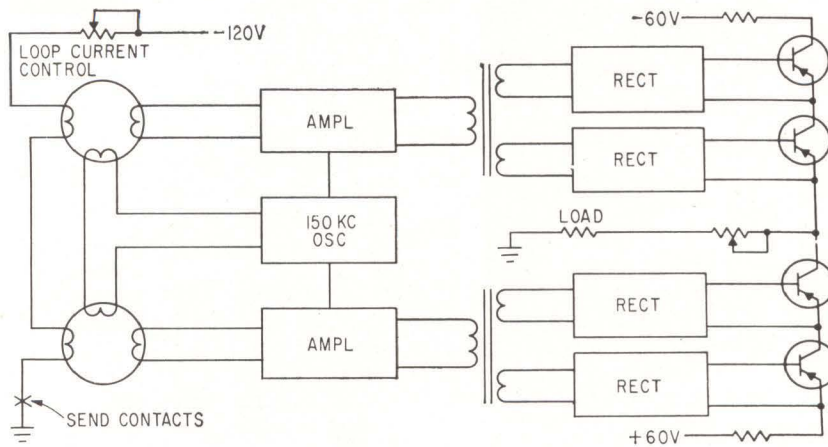 -120V
LOOP CURRENT
CONTROL
AMPL
150 KC
OSC
AMPL
SEND CONTACTS
-60V
RECT
RECT
LOAD
RECT
RECT
+60V